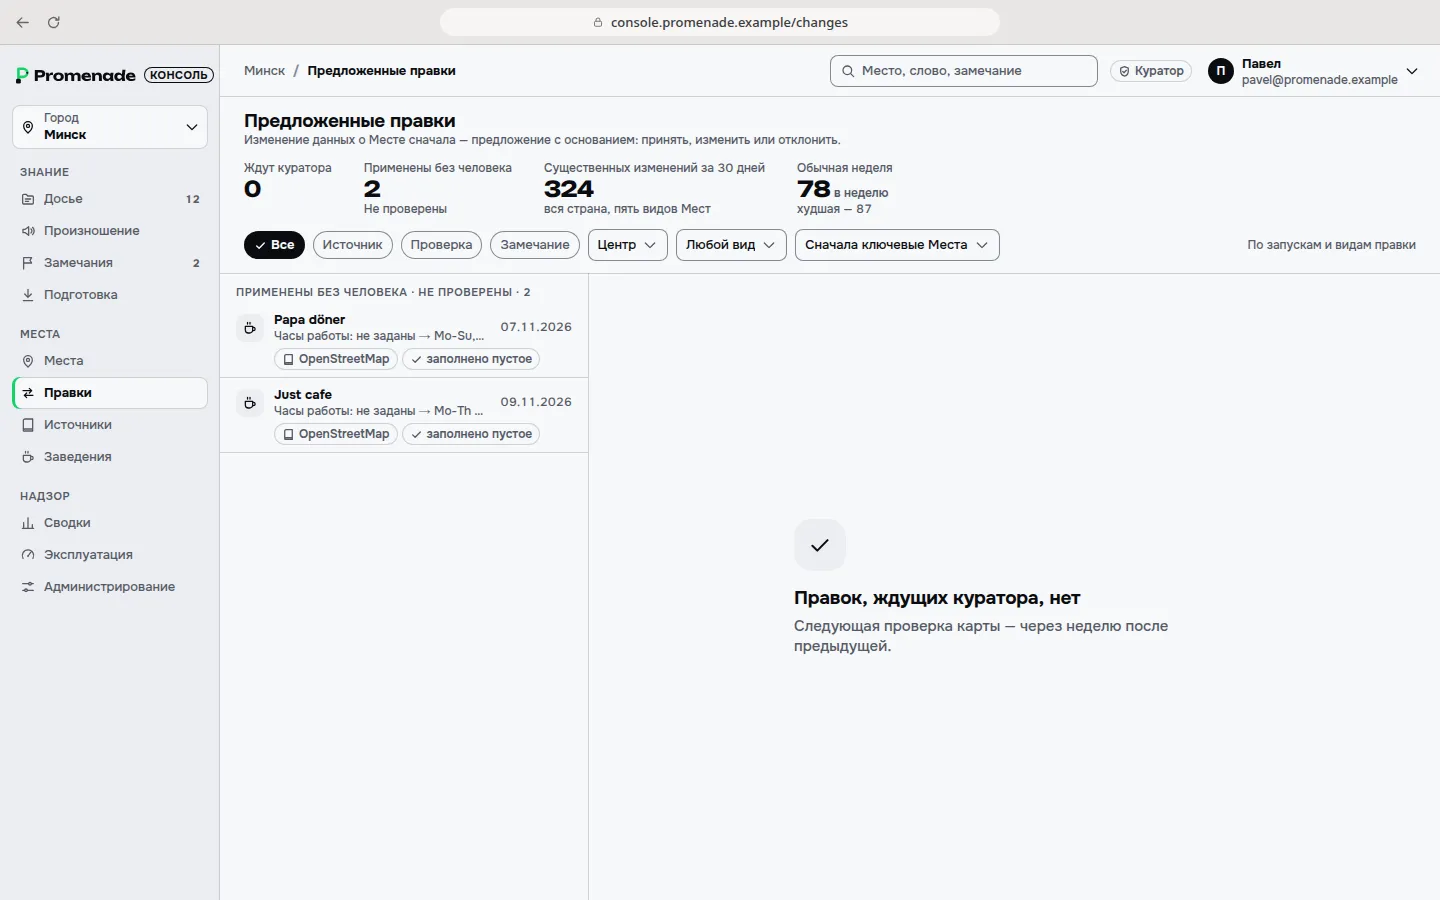 console.promenade.example/changes
Promenade КОНСОЛЬ
Город
Минск
ЗНАНИЕ
Досье 12
Произношение
Замечания 2
Подготовка
МЕСТА
Места
Правки
Источники
Заведения
НАДЗОР
Сводки
Эксплуатация
Администрирование
Минск / Предложенные правки
Место, слово, замечание
Куратор
П
Павел
pavel@promenade.example
Предложенные правки
Изменение данных о Месте сначала — предложение с основанием: принять, изменить или отклонить.
Ждут куратора
0
Применены без человека
2
Не проверены
Существенных изменений за 30 дней
324
вся страна, пять видов Мест
Обычная неделя
78 в неделю
худшая — 87
Все
Источник
Проверка
Замечание
Центр
Любой вид
Сначала ключевые Места
По запускам и видам правки
ПРИМЕНЕНЫ БЕЗ ЧЕЛОВЕКА · НЕ ПРОВЕРЕНЫ · 2
Papa döner
Часы работы: не заданы → Mo-Su,...
07.11.2026
OpenStreetMap
заполнено пустое
Just cafe
Часы работы: не заданы → Mo-Th ...
09.11.2026
OpenStreetMap
заполнено пустое
Правок, ждущих куратора, нет
Следующая проверка карты — через неделю после
предыдущей.